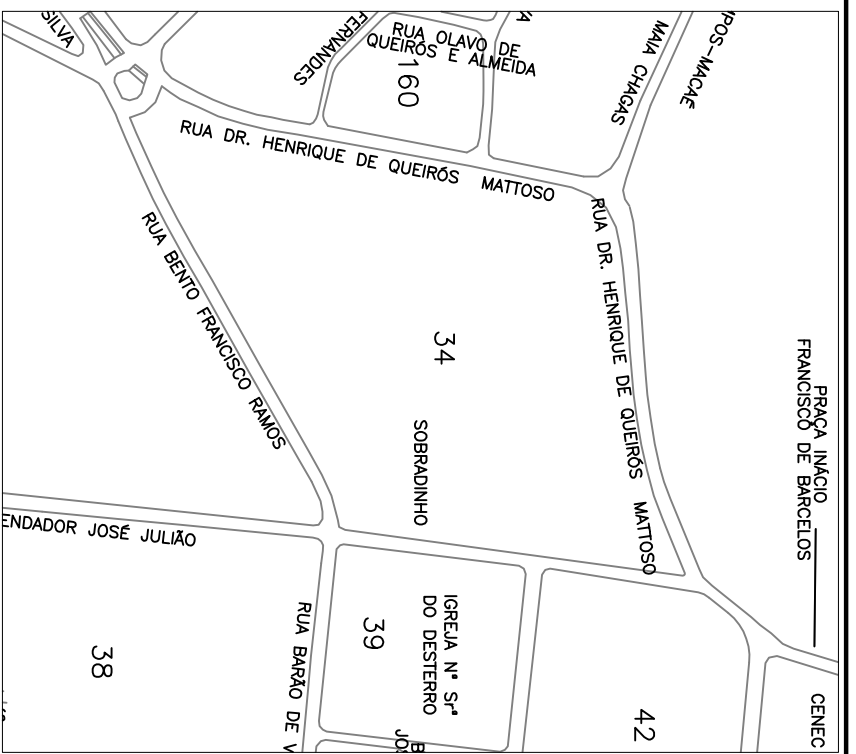 SILVA
FERNANDES
RUA OLAVO DE
QUEIRÓS E ALMEIDA
160
MAIA CHAGAS
POS-MACAÉ
RUA DR. HENRIQUE DE QUEIRÓS MATTOSO
RUA DR. HENRIQUE DE QUEIRÓS MATTOSO
RUA BENTO FRANCISCO RAMOS
34
SOBRADINHO
PRAÇA INÁCIO
FRANCISCO DE BARCELOS
ENDADOR JOSÉ JULIÃO
RUA BARÃO DE V
38
39
IGREJA Nª Srª
DO DESTERRO
42
CENEC
B
JO